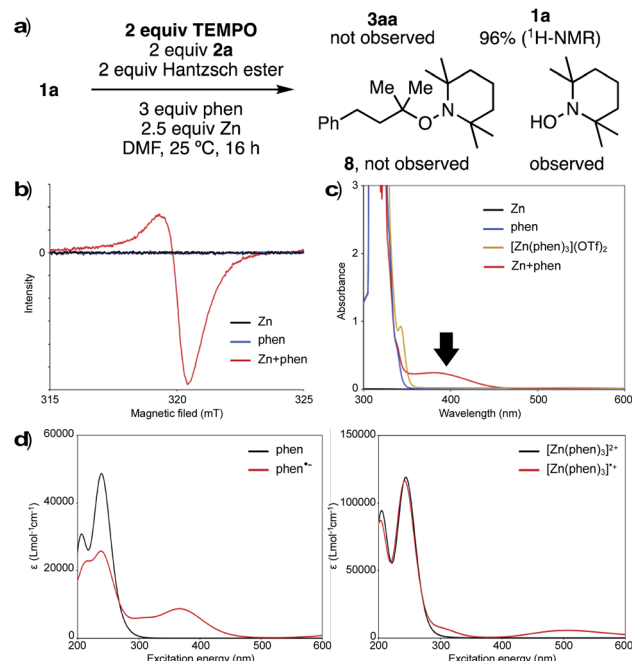 a)
2 equiv TEMPO
2 equiv 2a
2 equiv Hantzsch ester
1a
3 equiv phen
2.5 equiv Zn
DMF, 25 ºC, 16 h
3aa
not observed
1a
96% (¹H-NMR)
Me
Me
Ph
O
N
HO
N
8, not observed
observed
b)
Intensity
0
Zn
phen
Zn+phen
315
320
325
Magnetic filed (mT)
c)
Absorbance
3
2
1
0
Zn
phen
[Zn(phen)₃](OTf)₂
Zn+phen
300
400
500
600
Wavelength (nm)
d)
ε (Lmol⁻¹cm⁻¹)
60000
40000
20000
0
phen
phen•−
200
300
400
500
600
Excitation energy (nm)
ε (Lmol⁻¹cm⁻¹)
150000
100000
50000
0
[Zn(phen)₃]²⁺
[Zn(phen)₃]•⁺
200
300
400
500
600
Excitation energy (nm)